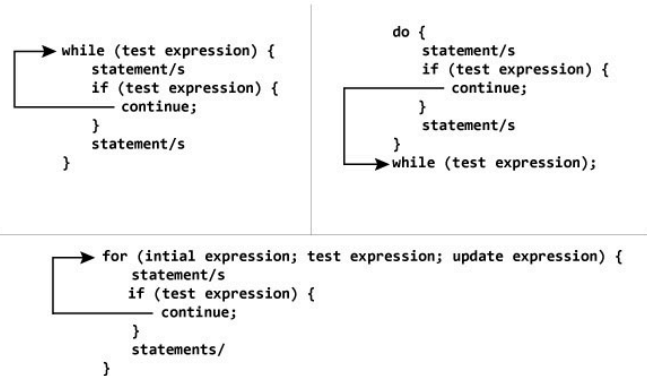 while (test expression) {
statement/s
if (test expression) {
continue;
}
statement/s
}
do {
statement/s
if (test expression) {
continue;
}
statement/s
}
while (test expression);
for (intial expression; test expression; update expression) {
statement/s
if (test expression) {
continue;
}
statements/
}